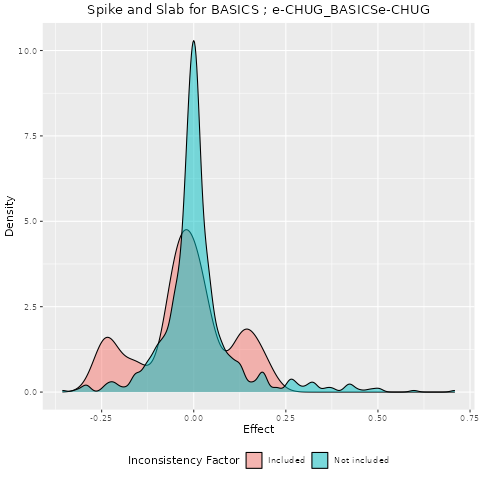 Spike and Slab for BASICS ; e-CHUG_BASICSe-CHUG
10.0
7.5
5.0
2.5
0.0
Density
-0.25 0.00 0.25 0.50 0.75
Effect
Inconsistency Factor Included Not included